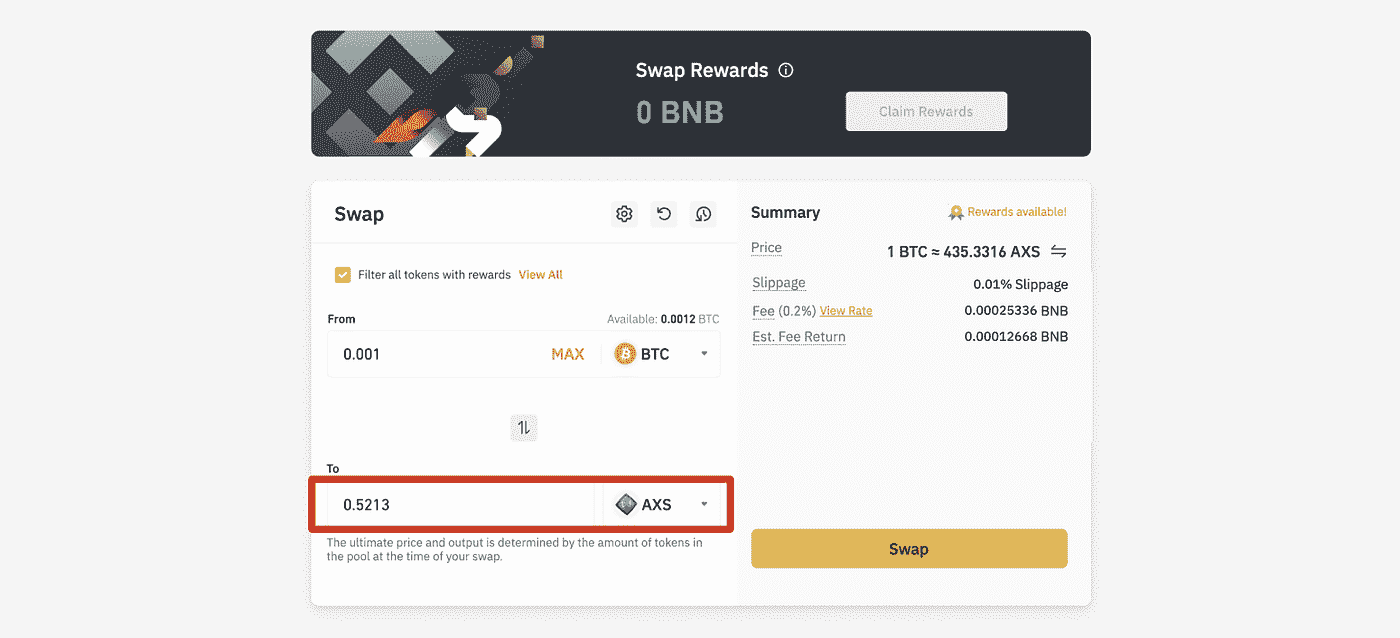 Swap Rewards
0 BNB
Claim Rewards
Swap
Filter all tokens with rewards View All
From
Available: 0.0012 BTC
0.001 MAX BTC
To
0.5213 AXS
The ultimate price and output is determined by the amount of tokens in
the pool at the time of your swap.
Summary
Rewards available!
Price 1 BTC ≈ 435.3316 AXS
Slippage 0.01% Slippage
Fee (0.2%) View Rate 0.00025336 BNB
Est. Fee Return 0.00012668 BNB
Swap